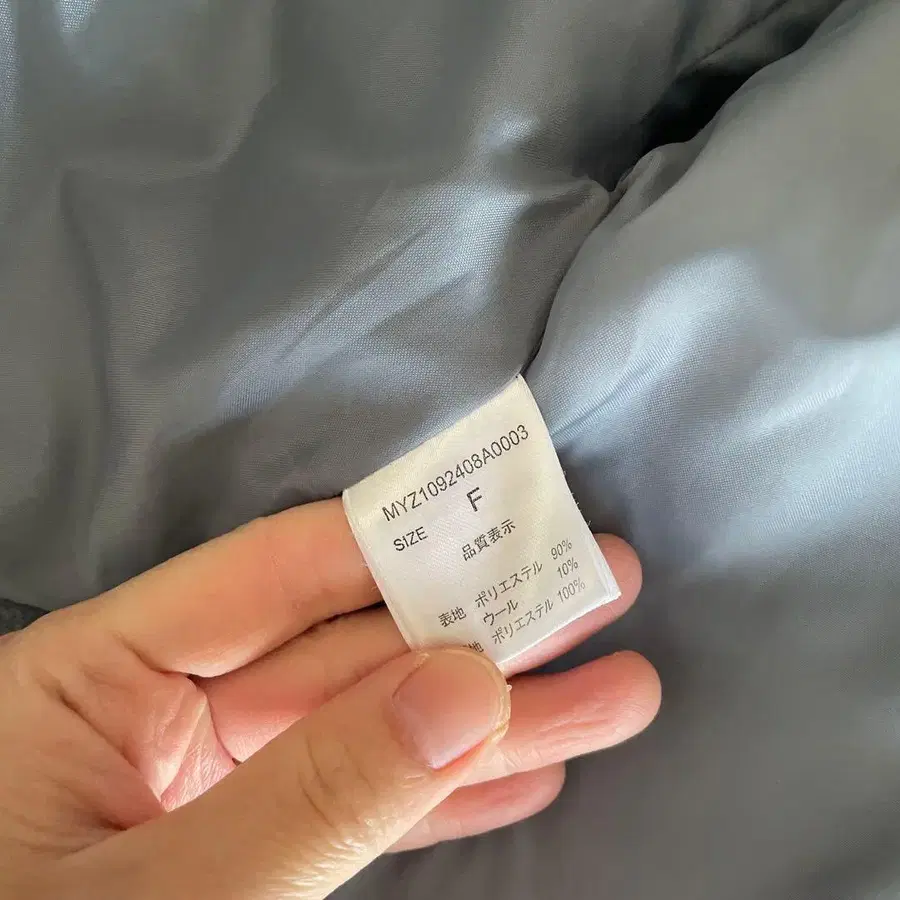 MYZ1092408A0003
SIZE F
品質表示
表地 ポリエステル 90%
ウール 10%
地 ポリエステル 100%